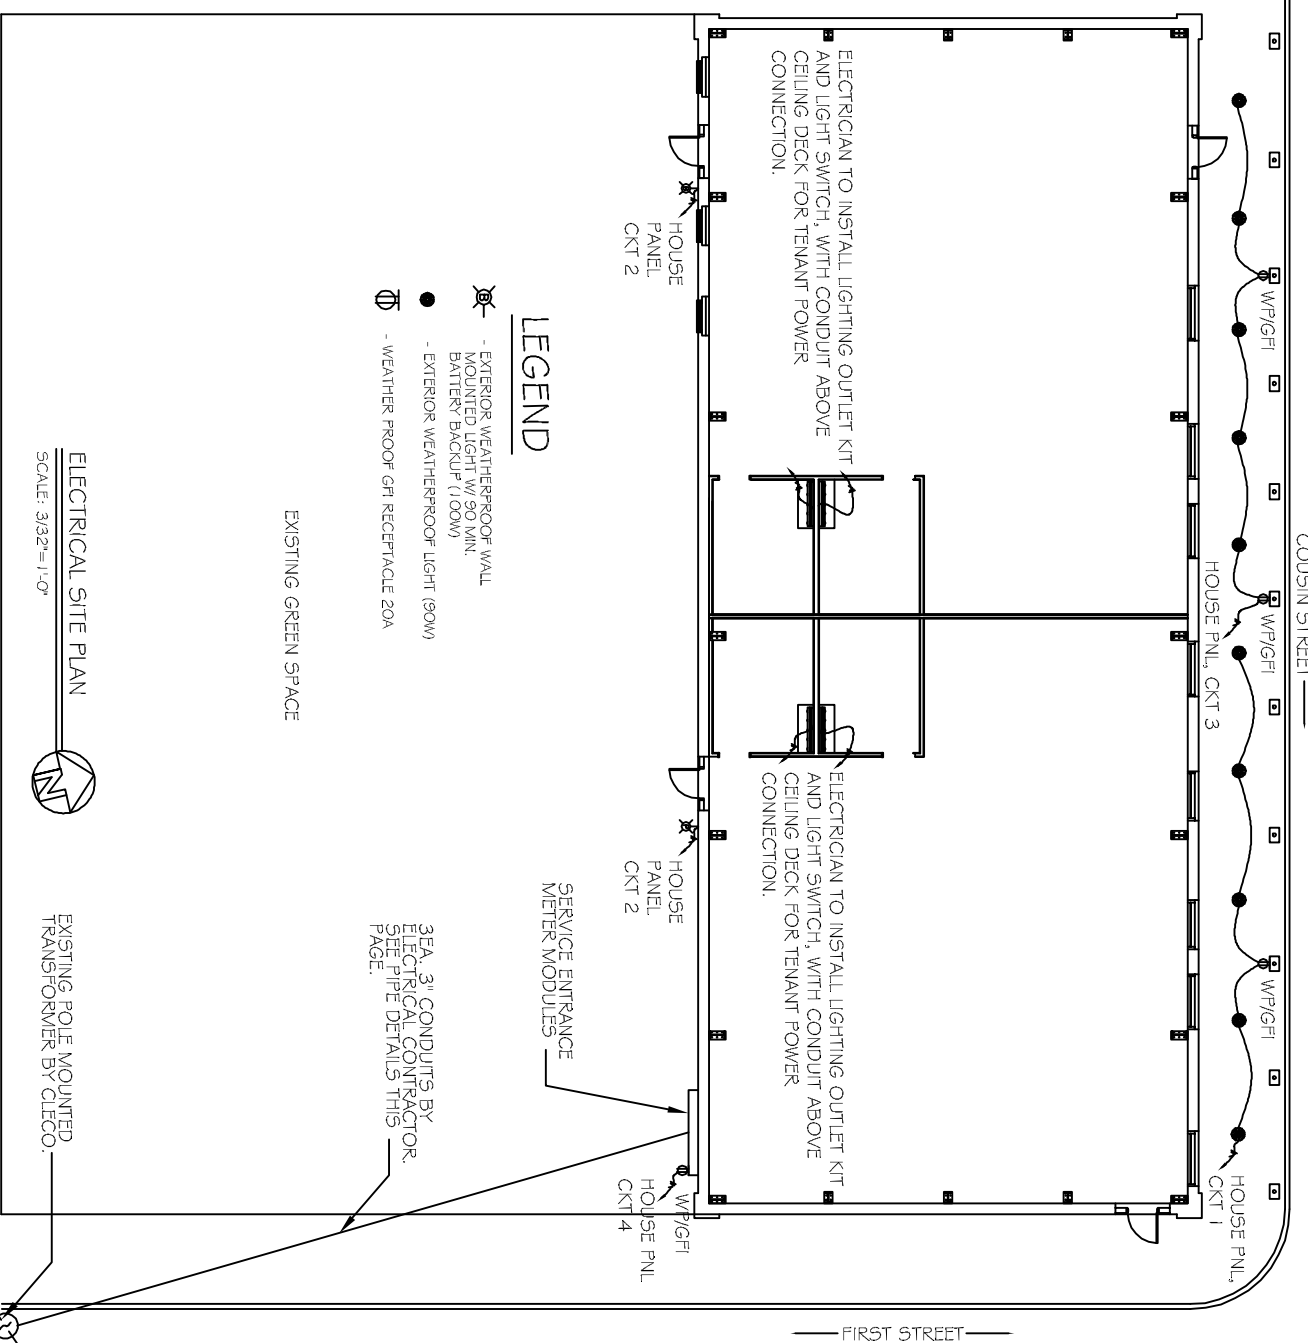 COUSIN STREET
WP/GFI
WP/GFI
WP/GFI
HOUSE PNL, CKT 3
HOUSE PNL,
CKT 1
ELECTRICIAN TO INSTALL LIGHTING OUTLET KIT
AND LIGHT SWITCH, WITH CONDUIT ABOVE
CEILING DECK FOR TENANT POWER
CONNECTION.
ELECTRICIAN TO INSTALL LIGHTING OUTLET KIT
AND LIGHT SWITCH, WITH CONDUIT ABOVE
CEILING DECK FOR TENANT POWER
CONNECTION.
HOUSE
PANEL
CKT 2
HOUSE
PANEL
CKT 2
WP/GFI
HOUSE PNL
CKT 4
SERVICE ENTRANCE
METER MODULES
LEGEND
B
- EXTERIOR WEATHERPROOF WALL
MOUNTED LIGHT W/ 90 MIN.
BATTERY BACKUP (100W)
- EXTERIOR WEATHERPROOF LIGHT (90W)
- WEATHER PROOF GFI RECEPTACLE 20A
3EA. 3" CONDUITS BY
ELECTRICAL CONTRACTOR.
SEE PIPE DETAILS THIS
PAGE.
EXISTING GREEN SPACE
ELECTRICAL SITE PLAN
SCALE: 3/32"=1'-0"
N
EXISTING POLE MOUNTED
TRANSFORMER BY CLECO.
FIRST STREET